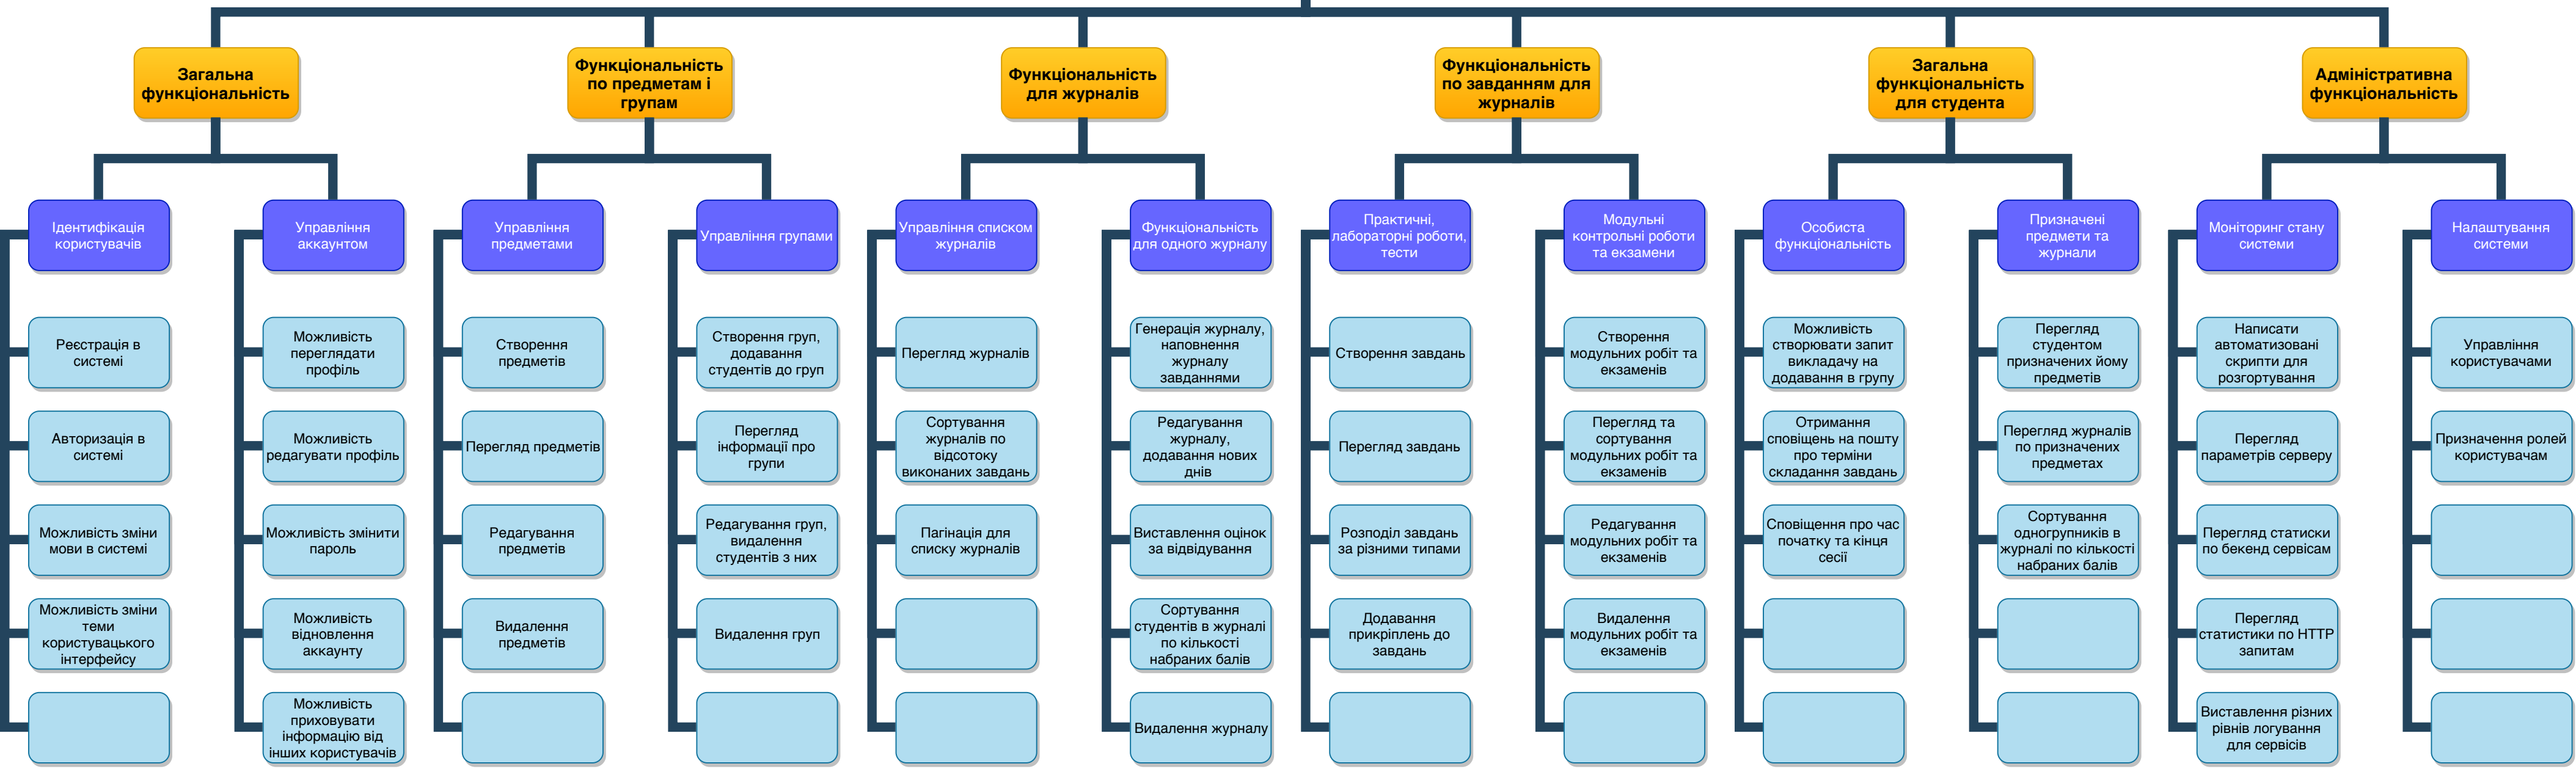 Загальна
функціональність
Функціональність
по предметам і
групам
Функціональність
для журналів
Функціональність
по завданням для
журналів
Загальна
функціональність
для студента
Адміністративна
функціональність
Ідентифікація
користувачів
Управління
аккаунтом
Управління
предметами
Управління групами
Управління списком
журналів
Функціональність
для одного журналу
Практичні,
лабораторні роботи,
тести
Модульні
контрольні роботи
та екзамени
Особиста
функціональність
Призначені
предмети та
журнали
Моніторинг стану
системи
Налаштування
системи
Реєстрація в
системі
Можливість
переглядати
профіль
Створення
предметів
Створення груп,
додавання
студентів до груп
Перегляд журналів
Генерація журналу,
наповнення
журналу
завданнями
Створення завдань
Створення
модульних робіт та
екзаменів
Можливість
створювати запит
викладачу на
додавання в групу
Перегляд
студентом
призначених йому
предметів
Написати
автоматизовані
скрипти для
розгортування
Управління
користувачами
Авторизація в
системі
Можливість
редагувати профіль
Перегляд предметів
Перегляд
інформації про
групи
Сортування
журналів по
відсотоку
виконаних завдань
Редагування
журналу,
додавання нових
днів
Перегляд завдань
Перегляд та
сортування
модульних робіт та
екзаменів
Отримання
сповіщень на пошту
про терміни
складання завдань
Перегляд журналів
по призначених
предметах
Перегляд
параметрів серверу
Призначення ролей
користувачам
Можливість зміни
мови в системі
Можливість змінити
пароль
Редагування
предметів
Редагування груп,
видалення
студентів з них
Пагінація для
списку журналів
Виставлення оцінок
за відвідування
Розподіл завдань
за різними типами
Редагування
модульних робіт та
екзаменів
Сповіщення про час
початку та кінця
сесії
Сортування
одногрупників в
журналі по кількості
набраних балів
Перегляд статиски
по бекенд сервісам
Можливість зміни
теми
користувацького
інтерфейсу
Можливість
відновлення
аккаунту
Видалення
предметів
Видалення груп
Сортування
студентів в журналі
по кількості
набраних балів
Додавання
прикріплень до
завдань
Видалення
модульних робіт та
екзаменів
Перегляд
статистики по HTTP
запитам
Можливість
приховувати
інформацію від
інших користувачів
Видалення журналу
Виставлення різних
рівнів логування
для сервісів